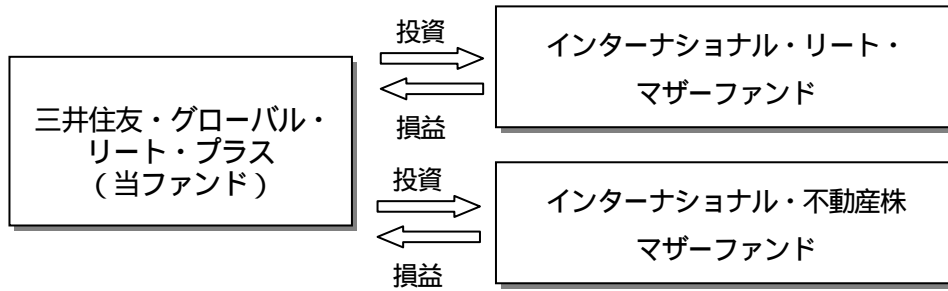 三井住友・グローバル・
リート・プラス
（当ファンド）
投資
損益
インターナショナル・リート・
マザーファンド
投資
損益
インターナショナル・不動産株
マザーファンド